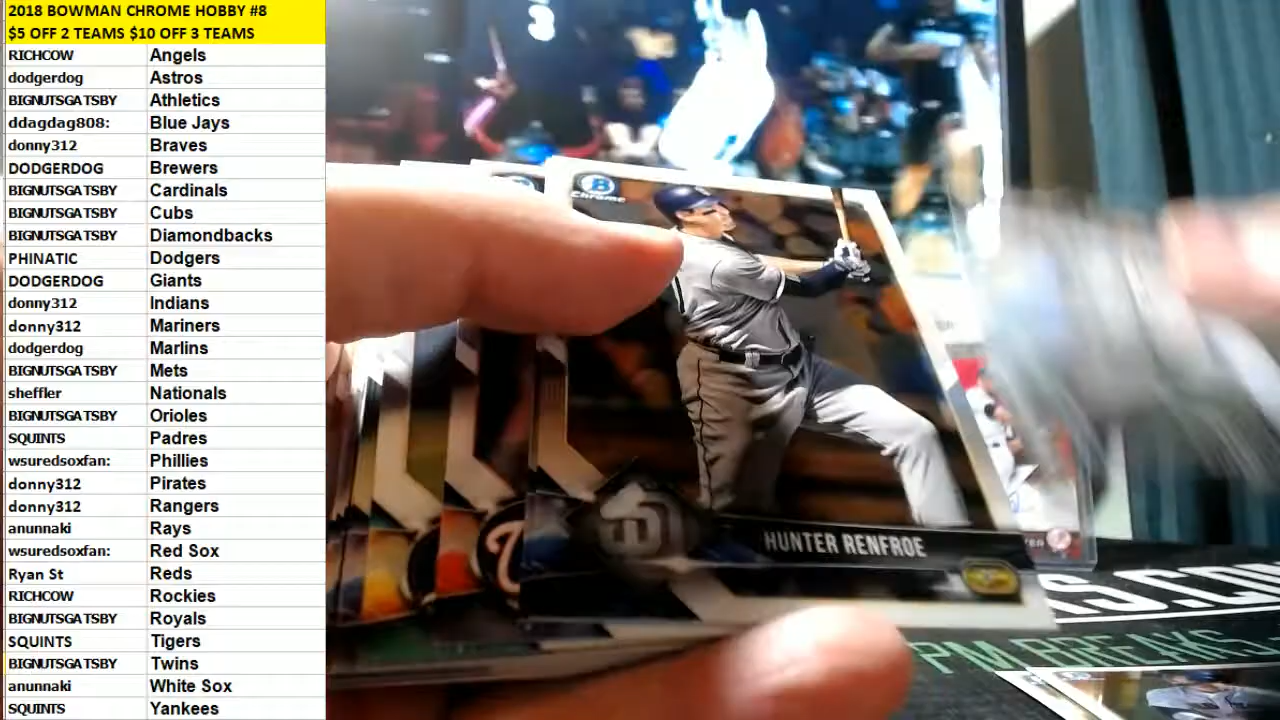 2018 BOWMAN CHROME HOBBY #8
$5 OFF 2 TEAMS $10 OFF 3 TEAMS
RICHCOW Angels
dodgerdog Astros
BIGNUTSGATSBY Athletics
ddagdag808: Blue Jays
donny312 Braves
DODGERDOG Brewers
BIGNUTSGATSBY Cardinals
BIGNUTSGATSBY Cubs
BIGNUTSGATSBY Diamondbacks
PHINATIC Dodgers
DODGERDOG Giants
donny312 Indians
donny312 Mariners
dodgerdog Marlins
BIGNUTSGATSBY Mets
sheffler Nationals
BIGNUTSGATSBY Orioles
SQUINTS Padres
wsuredsoxfan: Phillies
donny312 Pirates
donny312 Rangers
anunnaki Rays
wsuredsoxfan: Red Sox
Ryan St Reds
RICHCOW Rockies
BIGNUTSGATSBY Royals
SQUINTS Tigers
BIGNUTSGATSBY Twins
anunnaki White Sox
SQUINTS Yankees
3
B
Chrome
SD
HUNTER RENFROE
KS.COM
PM BREAKS